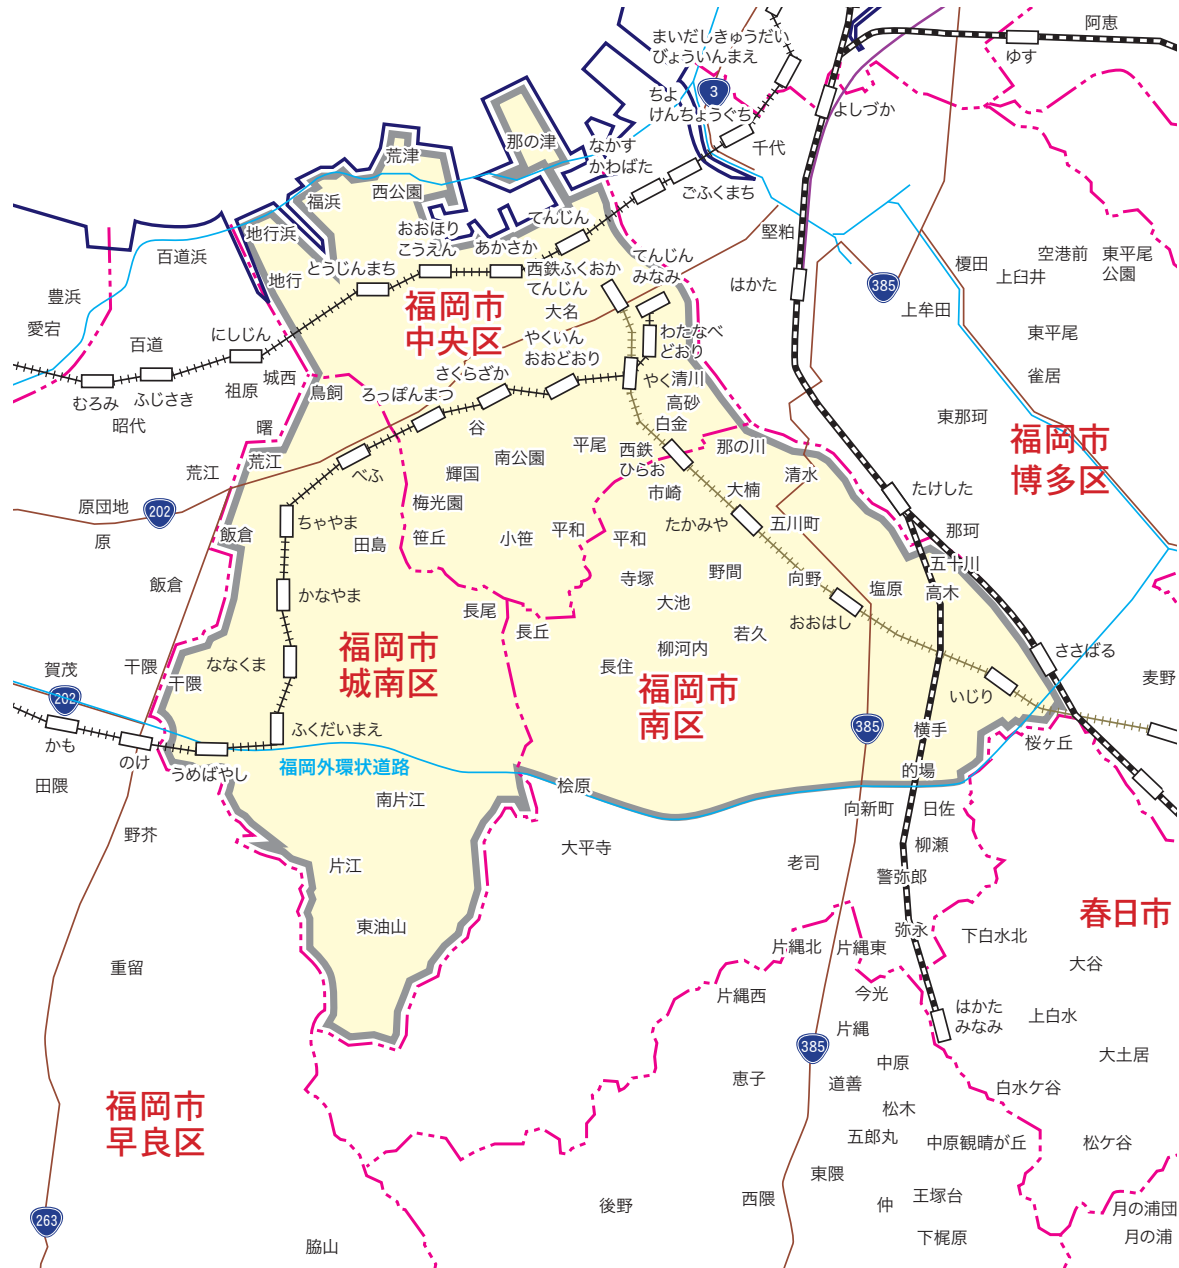 阿恵
まいだしきゅうだい
びょういんまえ
ゆす
3
ちよ
けんちょうぐち
よしづか
那の津
なかす
かわばた
千代
荒津
西公園
ごふくまち
福浜
地行浜
おおほり
こうえん
あかさか
てんじん
堅粕
百道浜
とうじんまち
西鉄ふくおか
てんじん
てんじん
みなみ
はかた
385
榎田
空港前
東平尾
公園
上臼井
地行
豊浜
福岡市
中央区
大名
上牟田
愛宕
百道
にしじん
やくいん
おおどおり
わたなべ
どおり
東平尾
さくらざか
やく
清川
雀居
城西
祖原
鳥飼
ろっぽんまつ
高砂
むろみ
ふじさき
昭代
曙
谷
白金
東那珂
福岡市
博多区
荒江
荒江
べふ
南公園
平尾
西鉄
ひらお
那の川
輝国
清水
原団地
202
梅光園
市崎
大楠
たけした
ちゃやま
たかみや
五川町
原
飯倉
田島
笹丘
小笹
平和
平和
那珂
飯倉
かなやま
寺塚
野間
向野
塩原
五十川
高木
長尾
大池
おおはし
長丘
若久
福岡市
城南区
柳河内
ささばる
賀茂
干隈
ななくま
干隈
長住
福岡市
南区
いじり
麦野
202
かも
ふくだいまえ
385
横手
桜ヶ丘
のけ
うめばやし
福岡外環状道路
的場
田隈
南片江
桧原
向新町
日佐
野芥
大平寺
柳瀬
片江
老司
警弥郎
東油山
弥永
春日市
下白水北
片縄北
片縄東
重留
大谷
片縄西
今光
はかた
みなみ
上白水
片縄
385
大土居
中原
恵子
道善
白水ケ谷
福岡市
早良区
松木
五郎丸
中原観晴が丘
松ケ谷
東隈
西隈
王塚台
後野
仲
月の浦団
263
下梶原
月の浦
脇山